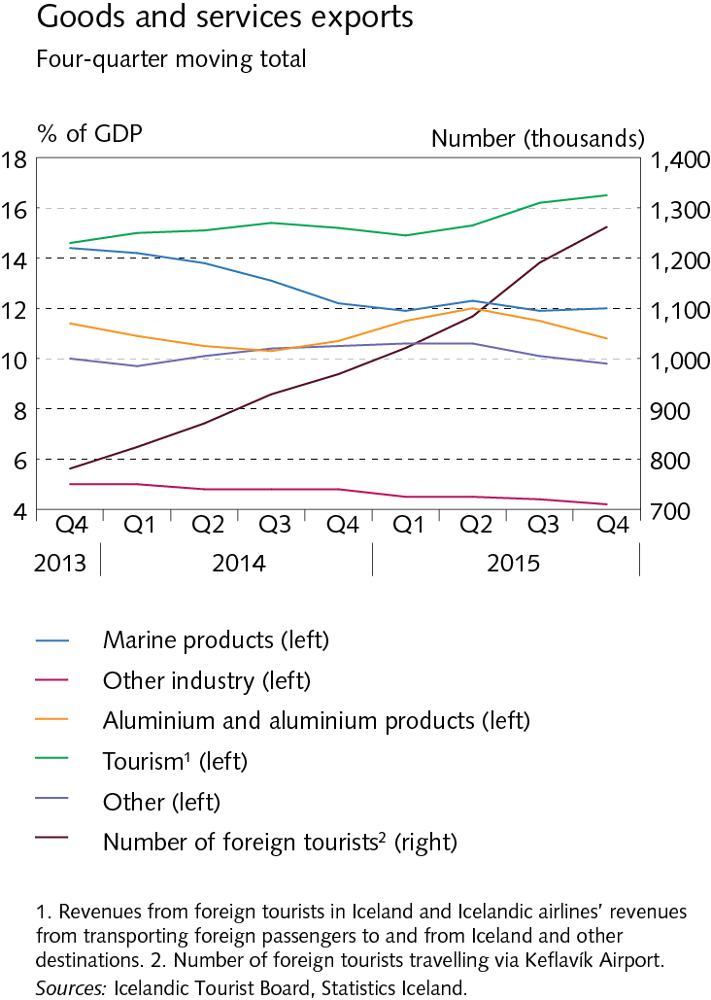 Goods and services exports
Four-quarter moving total
% of GDP
Number (thousands)
18 1,400
16 1,300
14 1,200
12 1,100
10 1,000
8 900
6 800
4 700
Q4 Q1 Q2 Q3 Q4 Q1 Q2 Q3 Q4
2013 2014 2015
Marine products (left)
Other industry (left)
Aluminium and aluminium products (left)
Tourism¹ (left)
Other (left)
Number of foreign tourists² (right)
1. Revenues from foreign tourists in Iceland and Icelandic airlines’ revenues
from transporting foreign passengers to and from Iceland and other
destinations. 2. Number of foreign tourists travelling via Keflavík Airport.
Sources: Icelandic Tourist Board, Statistics Iceland.